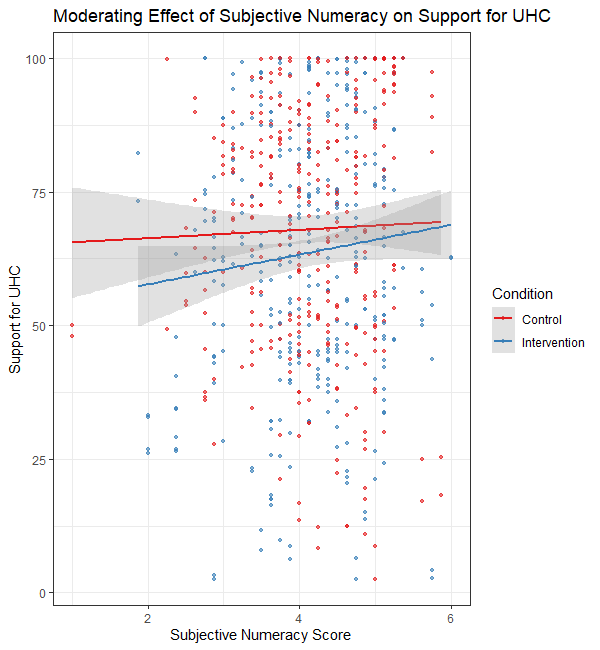 Moderating Effect of Subjective Numeracy on Support for UHC
100
75
50
25
0
Support for UHC
2
4
6
Subjective Numeracy Score
Condition
Control
Intervention